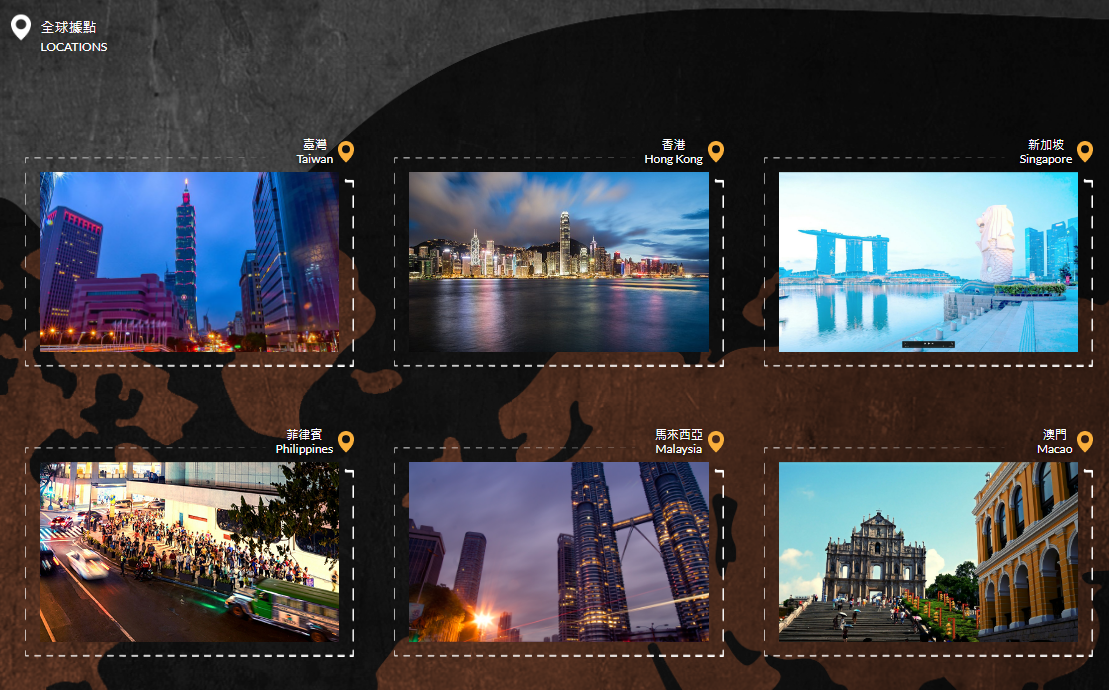 全球據點
LOCATIONS
臺灣
Taiwan
香港
Hong Kong
新加坡
Singapore
菲律賓
Philippines
馬來西亞
Malaysia
澳門
Macao